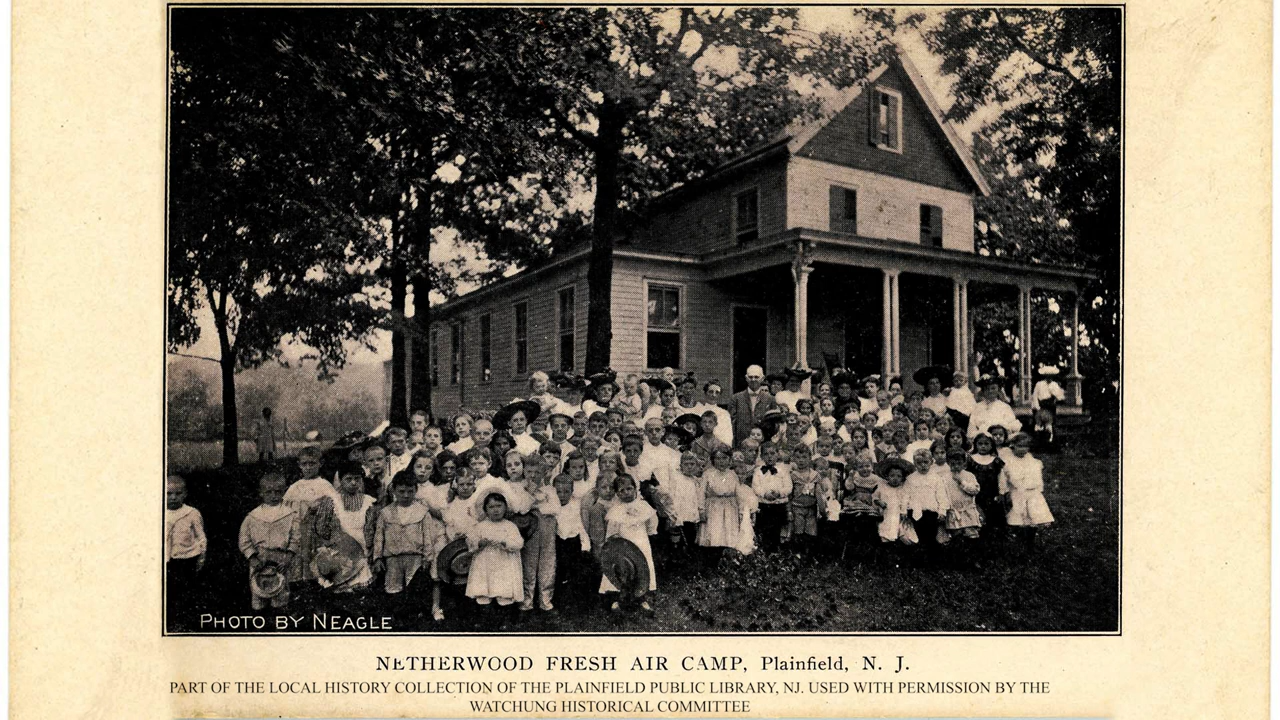 PHOTO BY NEAGLE
NETHERWOOD FRESH AIR CAMP, Plainfield, N. J.
PART OF THE LOCAL HISTORY COLLECTION OF THE PLAINFIELD PUBLIC LIBRARY, NJ. USED WITH PERMISSION BY THE
WATCHUNG HISTORICAL COMMITTEE